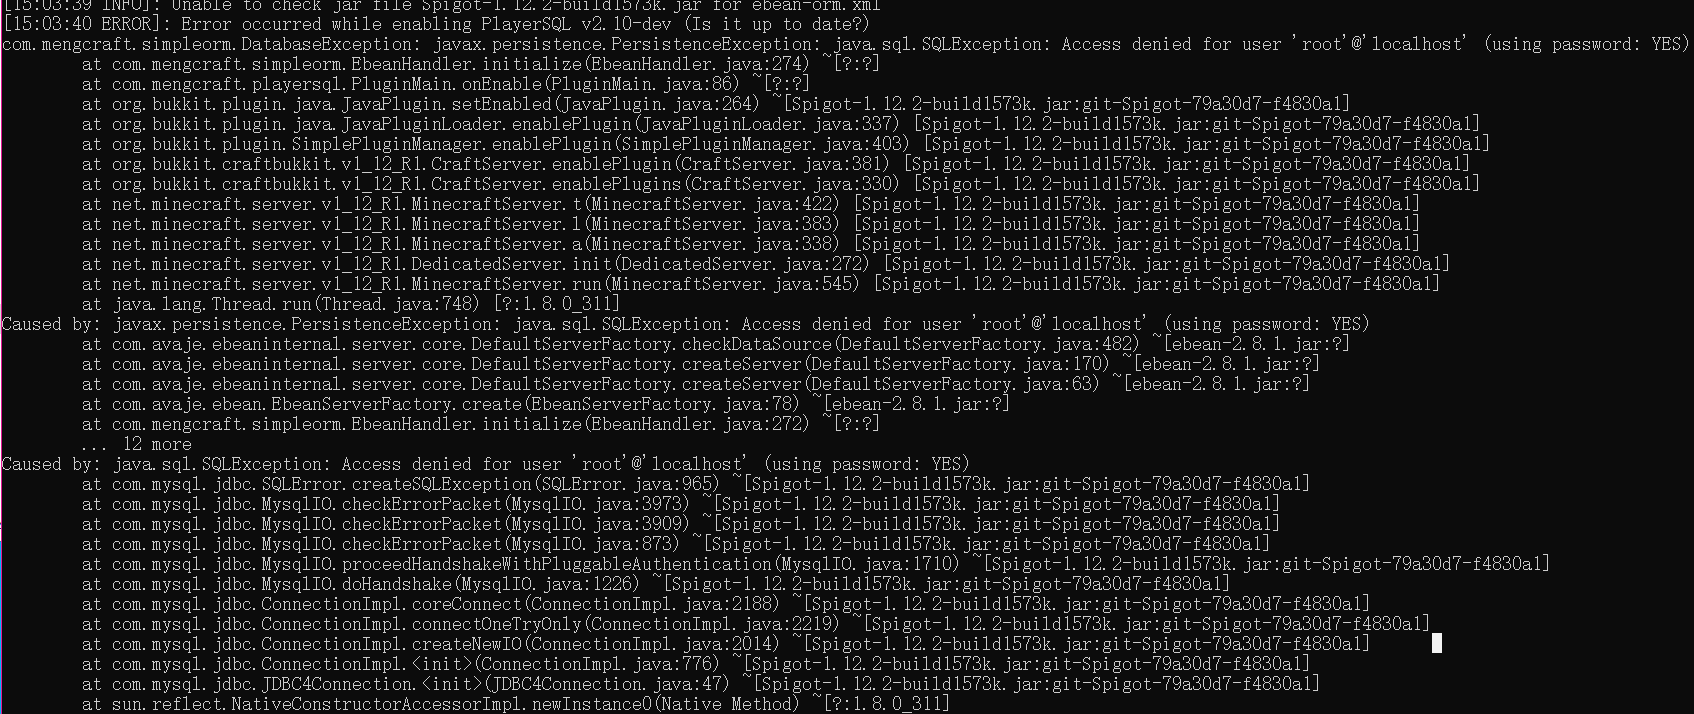 [15:03:39 INFO]: Unable to check jar file Spigot-1.12.2-build1573k.jar for ebean-orm.xml
[15:03:40 ERROR]: Error occurred while enabling PlayerSQL v2.10-dev (Is it up to date?)
com.mengcraft.simpleorm.DatabaseException: javax.persistence.PersistenceException: java.sql.SQLException: Access denied for user 'root'@'localhost' (using password: YES)
at com.mengcraft.simpleorm.EbeanHandler.initialize(EbeanHandler.java:274) ~[?:?]
at com.mengcraft.playersql.PluginMain.onEnable(PluginMain.java:86) ~[?:?]
at org.bukkit.plugin.java.JavaPlugin.setEnabled(JavaPlugin.java:264) ~[Spigot-1.12.2-build1573k.jar:git-Spigot-79a30d7-f4830a1]
at org.bukkit.plugin.java.JavaPluginLoader.enablePlugin(JavaPluginLoader.java:337) [Spigot-1.12.2-build1573k.jar:git-Spigot-79a30d7-f4830a1]
at org.bukkit.plugin.SimplePluginManager.enablePlugin(SimplePluginManager.java:403) [Spigot-1.12.2-build1573k.jar:git-Spigot-79a30d7-f4830a1]
at org.bukkit.craftbukkit.v1_12_R1.CraftServer.enablePlugin(CraftServer.java:381) [Spigot-1.12.2-build1573k.jar:git-Spigot-79a30d7-f4830a1]
at org.bukkit.craftbukkit.v1_12_R1.CraftServer.enablePlugins(CraftServer.java:330) [Spigot-1.12.2-build1573k.jar:git-Spigot-79a30d7-f4830a1]
at net.minecraft.server.v1_12_R1.MinecraftServer.t(MinecraftServer.java:422) [Spigot-1.12.2-build1573k.jar:git-Spigot-79a30d7-f4830a1]
at net.minecraft.server.v1_12_R1.MinecraftServer.l(MinecraftServer.java:383) [Spigot-1.12.2-build1573k.jar:git-Spigot-79a30d7-f4830a1]
at net.minecraft.server.v1_12_R1.MinecraftServer.a(MinecraftServer.java:338) [Spigot-1.12.2-build1573k.jar:git-Spigot-79a30d7-f4830a1]
at net.minecraft.server.v1_12_R1.DedicatedServer.init(DedicatedServer.java:272) [Spigot-1.12.2-build1573k.jar:git-Spigot-79a30d7-f4830a1]
at net.minecraft.server.v1_12_R1.MinecraftServer.run(MinecraftServer.java:545) [Spigot-1.12.2-build1573k.jar:git-Spigot-79a30d7-f4830a1]
at java.lang.Thread.run(Thread.java:748) [?:1.8.0_311]
Caused by: javax.persistence.PersistenceException: java.sql.SQLException: Access denied for user 'root'@'localhost' (using password: YES)
at com.avaje.ebeaninternal.server.core.DefaultServerFactory.checkDataSource(DefaultServerFactory.java:482) ~[ebean-2.8.1.jar:?]
at com.avaje.ebeaninternal.server.core.DefaultServerFactory.createServer(DefaultServerFactory.java:170) ~[ebean-2.8.1.jar:?]
at com.avaje.ebeaninternal.server.core.DefaultServerFactory.createServer(DefaultServerFactory.java:63) ~[ebean-2.8.1.jar:?]
at com.avaje.ebean.EbeanServerFactory.create(EbeanServerFactory.java:78) ~[ebean-2.8.1.jar:?]
at com.mengcraft.simpleorm.EbeanHandler.initialize(EbeanHandler.java:272) ~[?:?]
... 12 more
Caused by: java.sql.SQLException: Access denied for user 'root'@'localhost' (using password: YES)
at com.mysql.jdbc.SQLError.createSQLException(SQLError.java:965) ~[Spigot-1.12.2-build1573k.jar:git-Spigot-79a30d7-f4830a1]
at com.mysql.jdbc.MysqlIO.checkErrorPacket(MysqlIO.java:3973) ~[Spigot-1.12.2-build1573k.jar:git-Spigot-79a30d7-f4830a1]
at com.mysql.jdbc.MysqlIO.checkErrorPacket(MysqlIO.java:3909) ~[Spigot-1.12.2-build1573k.jar:git-Spigot-79a30d7-f4830a1]
at com.mysql.jdbc.MysqlIO.checkErrorPacket(MysqlIO.java:873) ~[Spigot-1.12.2-build1573k.jar:git-Spigot-79a30d7-f4830a1]
at com.mysql.jdbc.MysqlIO.proceedHandshakeWithPluggableAuthentication(MysqlIO.java:1710) ~[Spigot-1.12.2-build1573k.jar:git-Spigot-79a30d7-f4830a1]
at com.mysql.jdbc.MysqlIO.doHandshake(MysqlIO.java:1226) ~[Spigot-1.12.2-build1573k.jar:git-Spigot-79a30d7-f4830a1]
at com.mysql.jdbc.ConnectionImpl.coreConnect(ConnectionImpl.java:2188) ~[Spigot-1.12.2-build1573k.jar:git-Spigot-79a30d7-f4830a1]
at com.mysql.jdbc.ConnectionImpl.connectOneTryOnly(ConnectionImpl.java:2219) ~[Spigot-1.12.2-build1573k.jar:git-Spigot-79a30d7-f4830a1]
at com.mysql.jdbc.ConnectionImpl.createNewIO(ConnectionImpl.java:2014) ~[Spigot-1.12.2-build1573k.jar:git-Spigot-79a30d7-f4830a1]
at com.mysql.jdbc.ConnectionImpl.<init>(ConnectionImpl.java:776) ~[Spigot-1.12.2-build1573k.jar:git-Spigot-79a30d7-f4830a1]
at com.mysql.jdbc.JDBC4Connection.<init>(JDBC4Connection.java:47) ~[Spigot-1.12.2-build1573k.jar:git-Spigot-79a30d7-f4830a1]
at sun.reflect.NativeConstructorAccessorImpl.newInstance0(Native Method) ~[?:1.8.0_311]